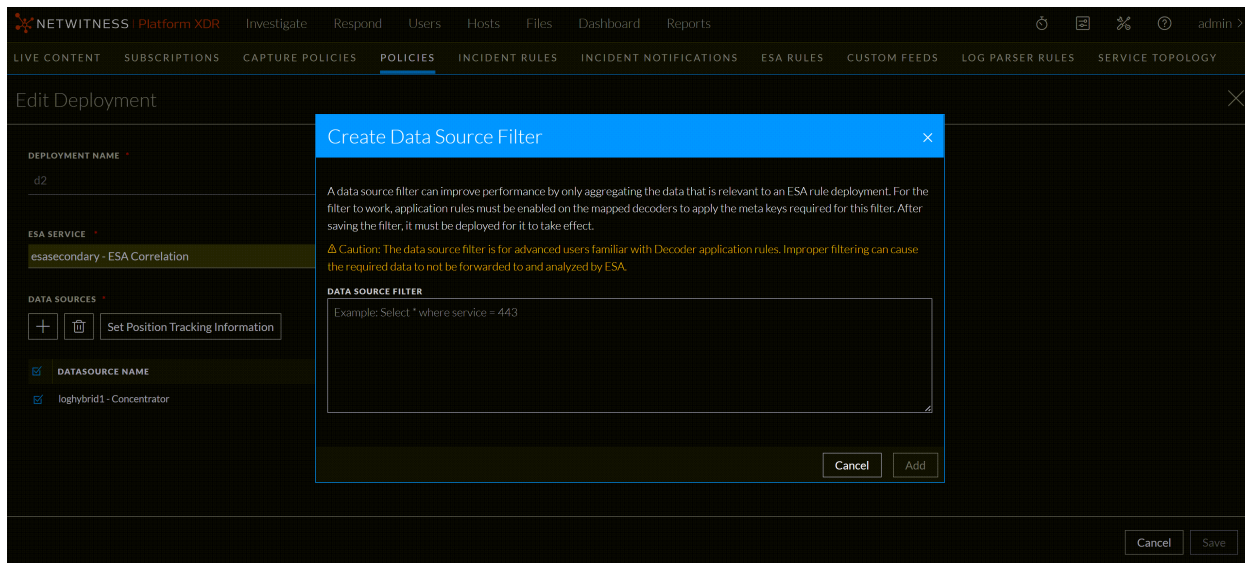 NETWITNESS Platform XDR Investigate Respond Users Hosts Files Dashboard Reports admin >
LIVE CONTENT SUBSCRIPTIONS CAPTURE POLICIES POLICIES INCIDENT RULES INCIDENT NOTIFICATIONS ESA RULES CUSTOM FEEDS LOG PARSER RULES SERVICE TOPOLOGY
Edit Deployment
DEPLOYMENT NAME *
d2
ESA SERVICE *
esasecondary - ESA Correlation
DATA SOURCES *
Set Position Tracking Information
DATASOURCE NAME
loghybrid1 - Concentrator
Create Data Source Filter
A data source filter can improve performance by only aggregating the data that is relevant to an ESA rule deployment. For the
filter to work, application rules must be enabled on the mapped decoders to apply the meta keys required for this filter. After
saving the filter, it must be deployed for it to take effect.
Caution: The data source filter is for advanced users familiar with Decoder application rules. Improper filtering can cause
the required data to not be forwarded to and analyzed by ESA.
DATA SOURCE FILTER
Example: Select * where service = 443
Cancel Add
Cancel Save